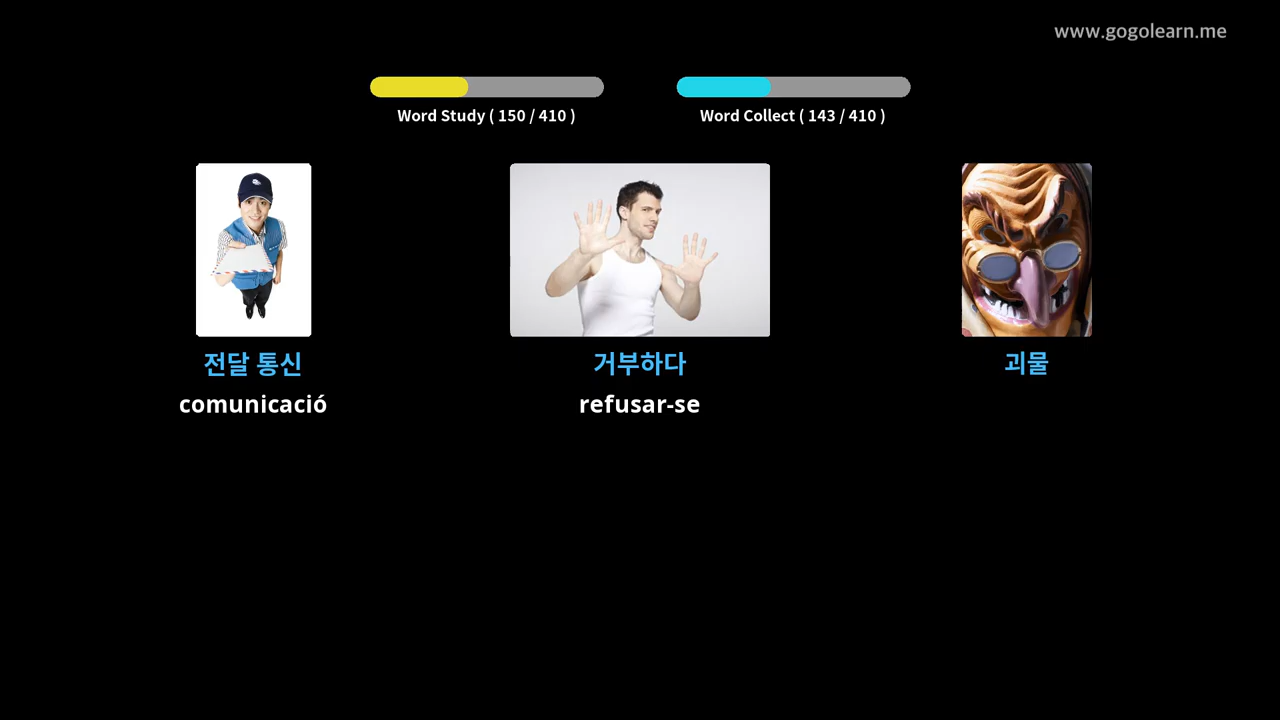 www.gogolearn.me
Word Study ( 150 / 410 )
Word Collect ( 143 / 410 )
전달 통신
거부하다
괴물
comunicació
refusar-se